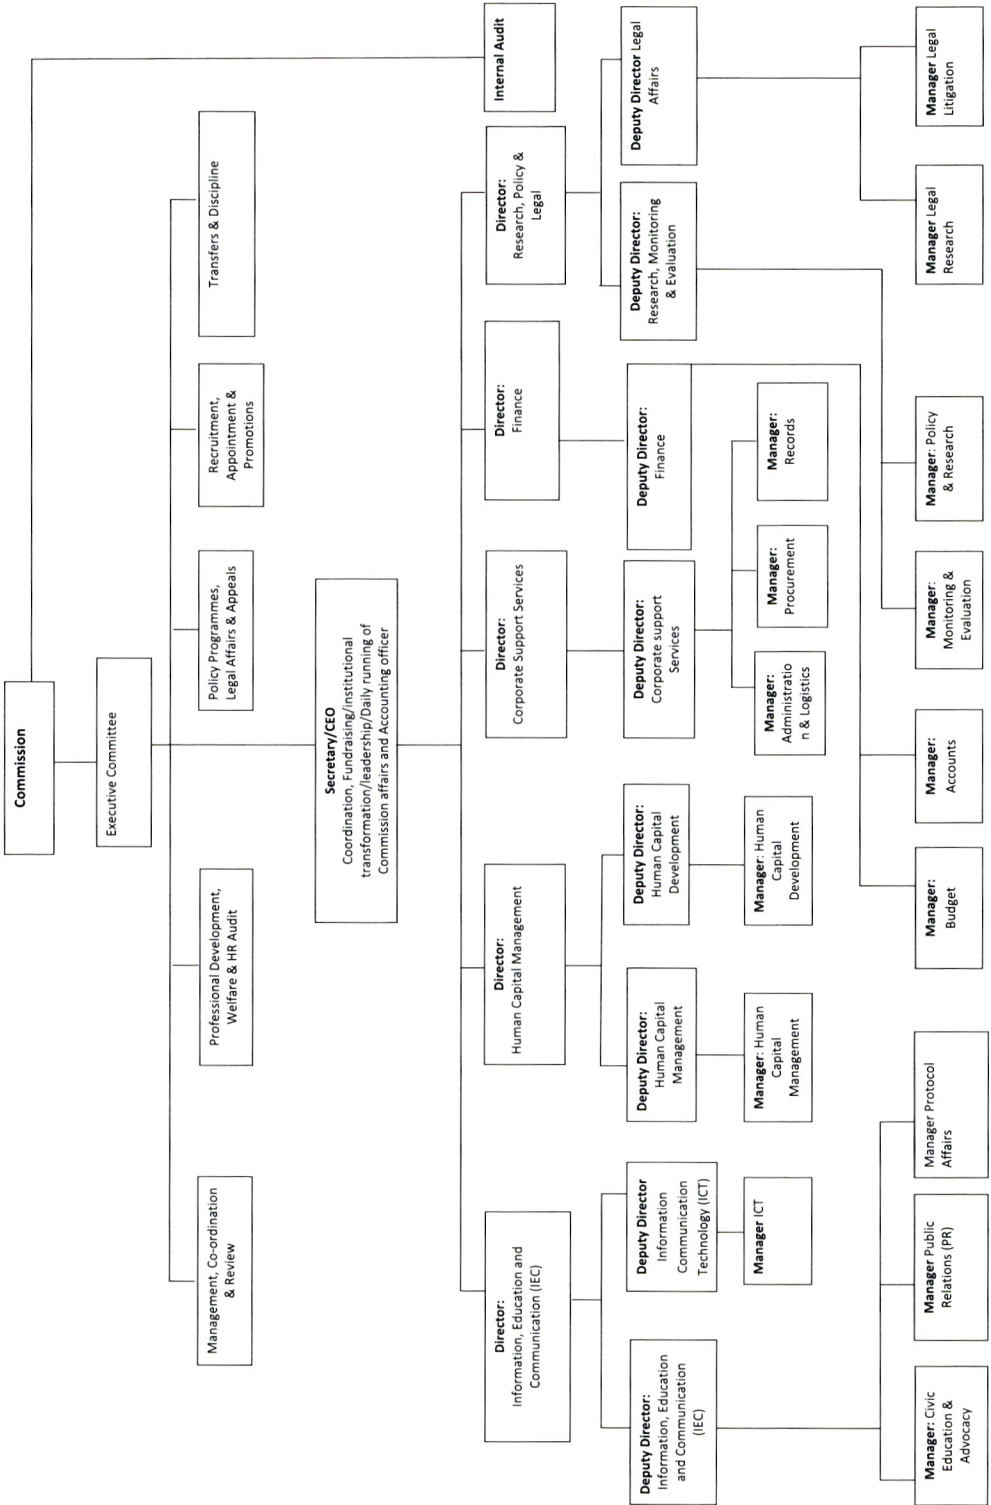 Commission
Executive Committee
Management, Co-ordination
& Review
Professional Development,
Welfare & HR Audit
Policy Programmes,
Legal Affairs & Appeals
Recruitment,
Appointment &
Promotions
Transfers & Discipline
Secretary/CEO
Coordination, Fundraising/institutional
transformation/leadership/Daily running of
Commission affairs and Accounting officer
Director:
Information, Education and
Communication (IEC)
Director:
Human Capital Management
Director:
Corporate Support Services
Director:
Finance
Director:
Research, Policy &
Legal
Internal Audit
Deputy Director:
Information, Education
and Communication
(IEC)
Deputy Director
Information
Communication
Technology (ICT)
Deputy Director:
Human Capital
Management
Deputy Director:
Human Capital
Development
Deputy Director:
Corporate support
Services
Deputy Director:
Finance
Deputy Director:
Research, Monitoring
& Evaluation
Deputy Director Legal
Affairs
Manager ICT
Manager: Human
Capital
Management
Manager: Human
Capital
Development
Manager:
Administratio
n & Logistics
Manager:
Procurement
Manager:
Records
Manager: Civic
Education &
Advocacy
Manager Public
Relations (PR)
Manager Protocol
Affairs
Manager:
Budget
Manager:
Accounts
Manager:
Monitoring &
Evaluation
Manager: Policy
& Research
Manager Legal
Research
Manager Legal
Litigation